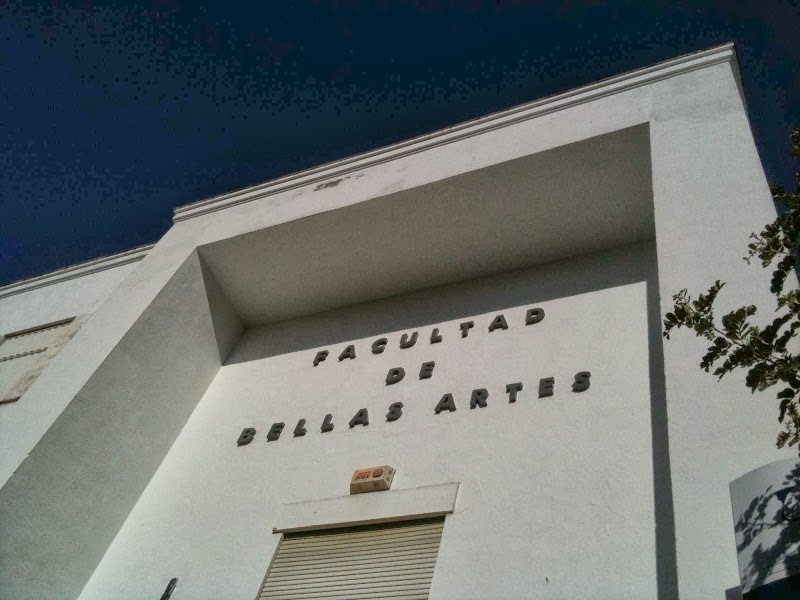 FACULTAD
DE
BELLAS ARTES